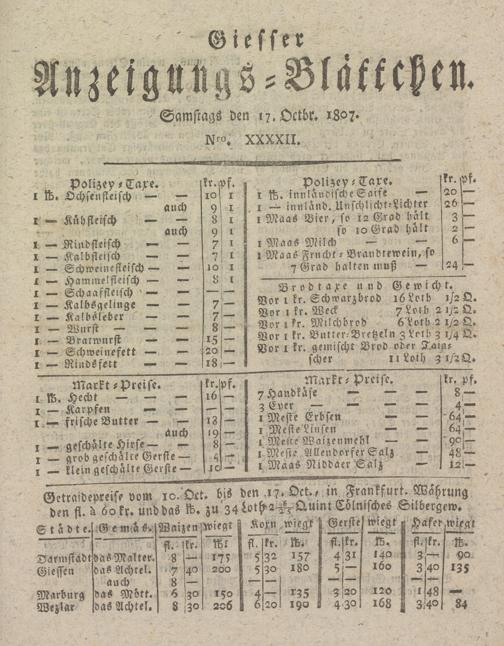 Giesser
Anzeigungs-Blättchen.
Samstags den 17. Octbr. 1807.
Nro. XXXXII.
Polizey-Taxe. kr. pf.
1 ℔. Ochsenfleisch — — 10 1
auch 9 1
1 — Kühfleisch — — 8 1
auch 9 1
1 — Rindfleisch — — 7 1
1 — Kalbfleisch — — 7 1
1 — Schweinefleisch — 10 1
1 — Hammelfleisch — 8 1
1 — Schaaffleisch — — —
1 — Kalbsgelinge — — 7 —
1 — Kalbsleber — — 7 —
1 — Wurst — — 8 —
1 — Bratwurst — — 15 —
1 — Schweinefett — — 20 —
1 — Rindsfett — — 18 —
Polizey-Taxe. kr. pf.
1 ℔. innländische Saife — 20 —
1 — innländ. Unschlicht-Lichter 26 —
1 Maas Bier, so 12 Grad hält 3 —
so 10 Grad hält 2 —
1 Maas Milch — — 6 —
1 Maas Frucht-Brandtewein, so
7 Grad halten muß — 24 —
Brodtaxe und Gewicht.
Vor 1 kr. Schwarzbrod 16 Loth 1/2 Q.
Vor 1 kr. Weck 7 Loth 2 1/2 Q.
Vor 1 kr. Milchbrod 6 Loth 2 1/2 Q.
Vor 1 kr. Butter-Bretzeln 3 Loth 3 1/4 Q.
Vor 1 kr. gemischt Brod oder Taig-
scher 11 Loth 3 1/2 Q.
Markt-Preise. kr. pf.
1 ℔. Hecht — — 16 —
1 — Karpfen — —
1 — frische Butter — — 18 —
auch 19 —
1 — geschälte Hirse — — 8 —
1 — grob geschälte Gerste — 4 —
1 — klein geschälte Gerste — 10 —
Markt-Preise. kr. pf.
7 Handkäse — — 8 —
3 Eyer — — 4 —
1 Meste Erbsen — 64 —
1 Meste Linsen — 64 —
1 Meste Waizenmehl — 90 —
1 Meste Allendorfer Salz — 48 —
1 Maas Niddaer Salz — 12 —
Getraidepreise vom 10. Oct. bis den 17. Oct., in Frankfurt. Währung
den fl. à 60 kr. und das ℔. zu 34 Loth Quint Cölnisches Silbergew.
Städte. Gemäs. Waizen wiegt Korn wiegt Gerste wiegt Hafer wiegt
fl. kr. ℔. fl. kr. ℔. fl. kr. ℔. fl. kr. ℔.
Darmstadt das Malter. 8 — 175 5 32 157 4 31 140 3 — 90
Giessen das Achtel. 7 40 200 5 30 180 5 — 160 3 40 135
auch 8 — — — — — — —
Marburg das Mött. 6 30 150 4 — 135 3 20 120 1 48 —
Wezlar das Achtel. 8 30 206 6 20 190 4 30 168 3 40 84